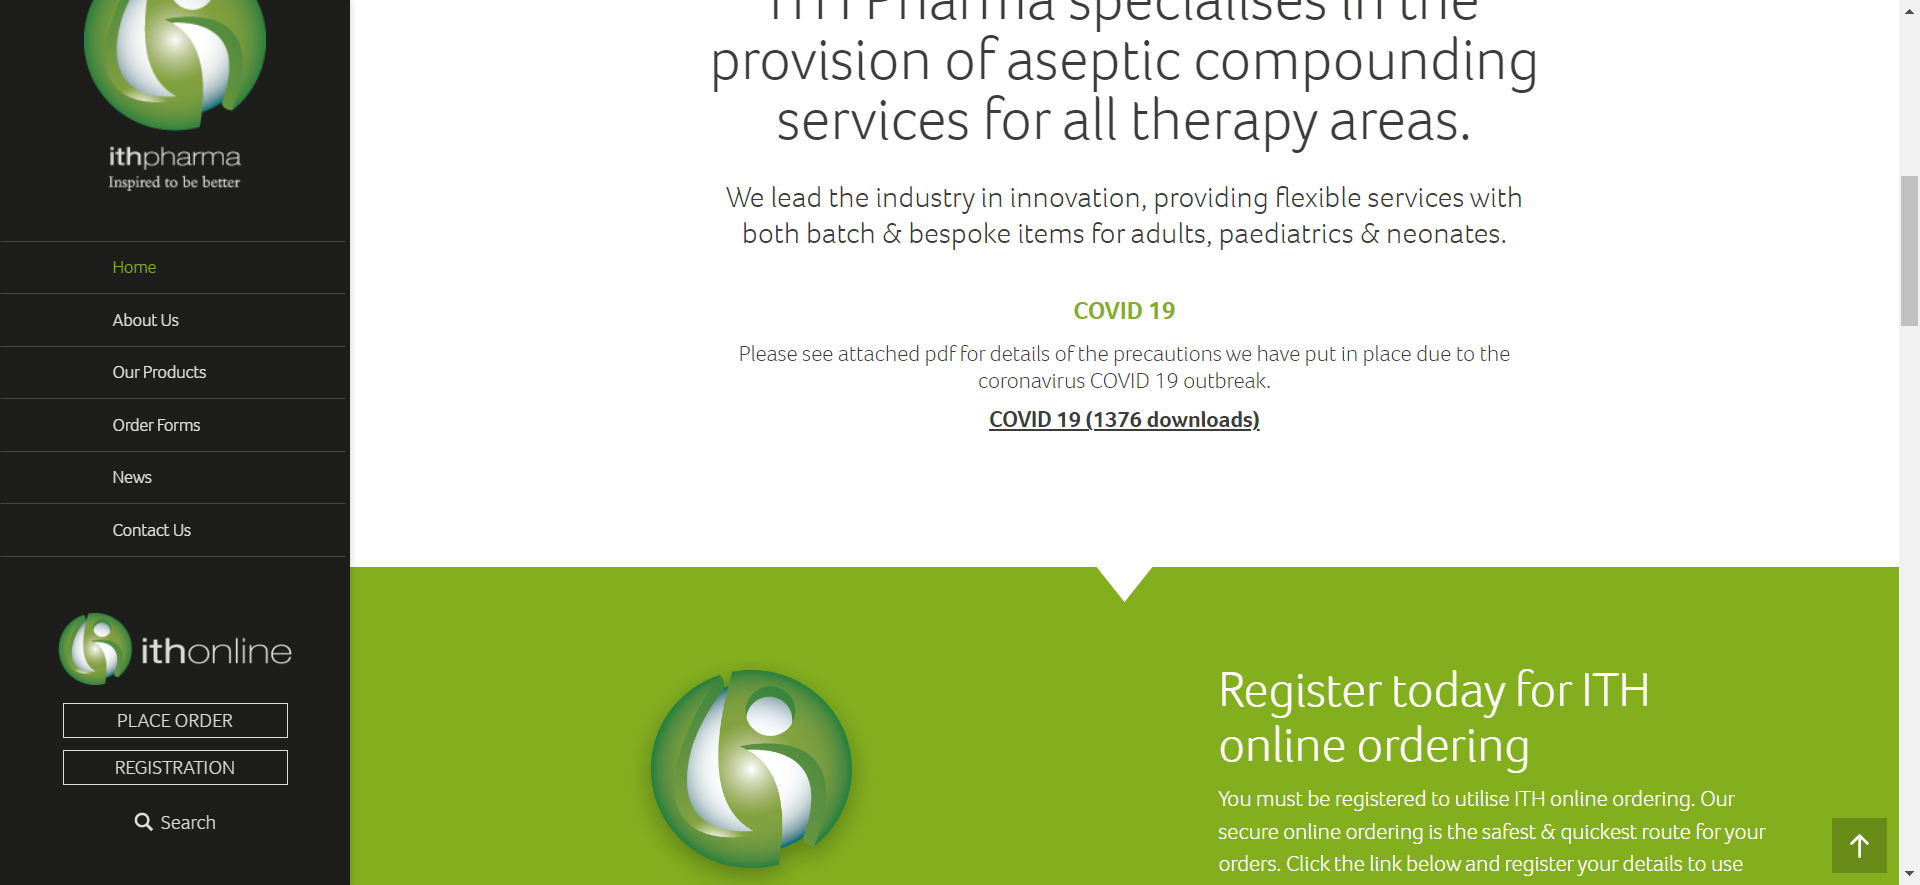 ithpharma
Inspired to be better
Home
About Us
Our Products
Order Forms
News
Contact Us
ithonline
PLACE ORDER
REGISTRATION
Search
ITH Pharma specialises in the
provision of aseptic compounding
services for all therapy areas.
We lead the industry in innovation, providing flexible services with
both batch & bespoke items for adults, paediatrics & neonates.
COVID 19
Please see attached pdf for details of the precautions we have put in place due to the
coronavirus COVID 19 outbreak.
COVID 19 (1376 downloads)
Register today for ITH
online ordering
You must be registered to utilise ITH online ordering. Our
secure online ordering is the safest & quickest route for your
orders. Click the link below and register your details to use